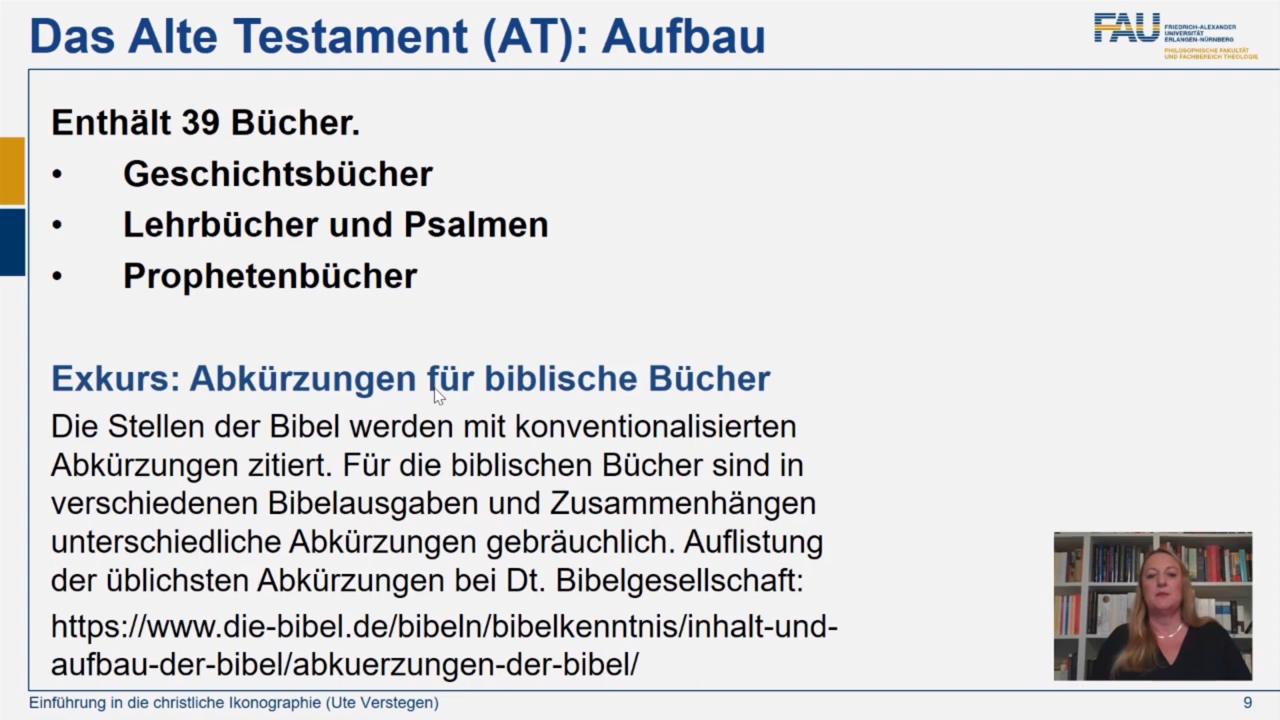 Das Alte Testament (AT): Aufbau
FAU
FRIEDRICH-ALEXANDER
UNIVERSITÄT
ERLANGEN-NÜRNBERG
PHILOSOPHISCHE FAKULTÄT
UND FACHBEREICH THEOLOGIE
Enthält 39 Bücher.
• Geschichtsbücher
• Lehrbücher und Psalmen
• Prophetenbücher
Exkurs: Abkürzungen für biblische Bücher
Die Stellen der Bibel werden mit konventionalisierten
Abkürzungen zitiert. Für die biblischen Bücher sind in
verschiedenen Bibelausgaben und Zusammenhängen
unterschiedliche Abkürzungen gebräuchlich. Auflistung
der üblichsten Abkürzungen bei Dt. Bibelgesellschaft:
https://www.die-bibel.de/bibeln/bibelkenntnis/inhalt-und-
aufbau-der-bibel/abkuerzungen-der-bibel/
Einführung in die christliche Ikonographie (Ute Verstegen)
9